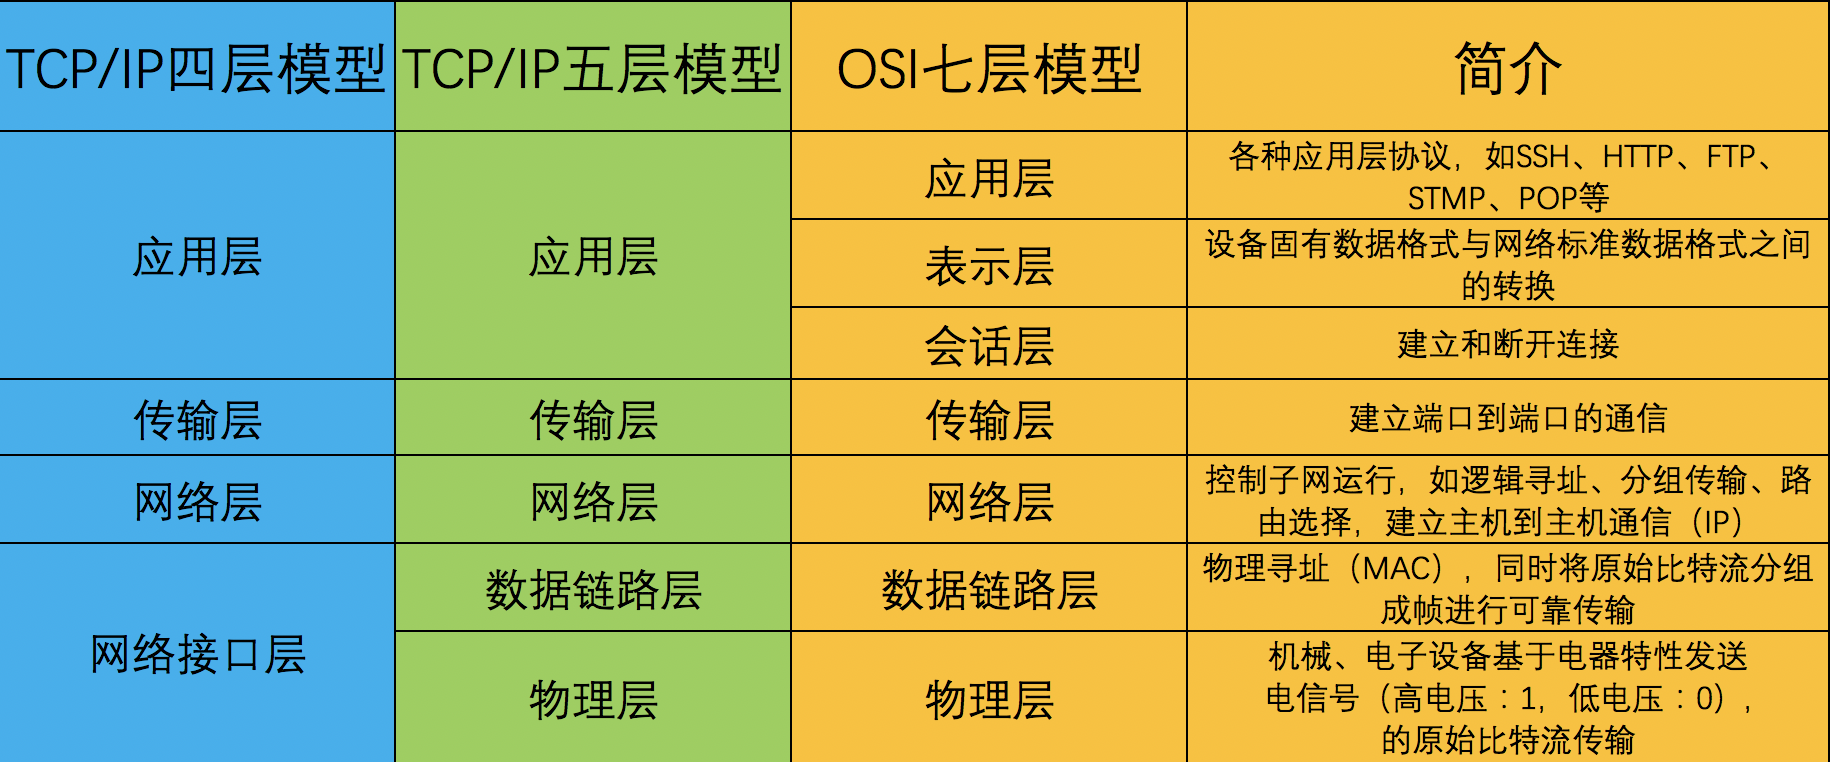 TCP/IP四层模型
TCP/IP五层模型
OSI七层模型
简介
应用层
应用层
应用层
各种应用层协议，如SSH、HTTP、FTP、
STMP、POP等
表示层
设备固有数据格式与网络标准数据格式之间
的转换
会话层
建立和断开连接
传输层
传输层
传输层
建立端口到端口的通信
网络层
网络层
网络层
控制子网运行，如逻辑寻址、分组传输、路
由选择，建立主机到主机通信（IP）
网络接口层
数据链路层
数据链路层
物理寻址（MAC），同时将原始比特流分组
成帧进行可靠传输
物理层
物理层
机械、电子设备基于电器特性发送
电信号（高电压：1，低电压：0），
的原始比特流传输